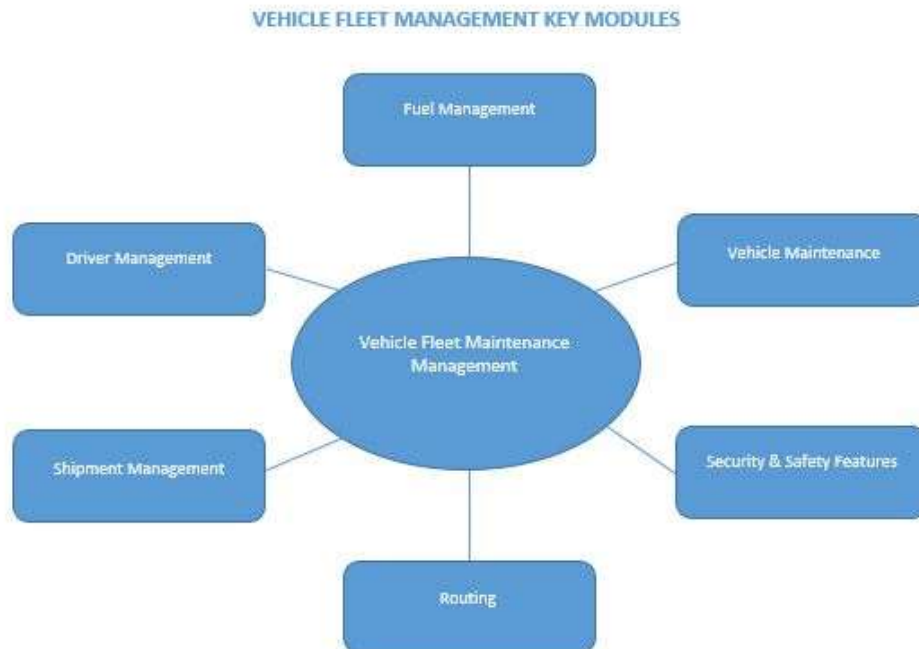 VEHICLE FLEET MANAGEMENT KEY MODULES
Fuel Management
Driver Management
Vehicle Maintenance
Vehicle Fleet Maintenance
Management
Shipment Management
Security & Safety Features
Routing